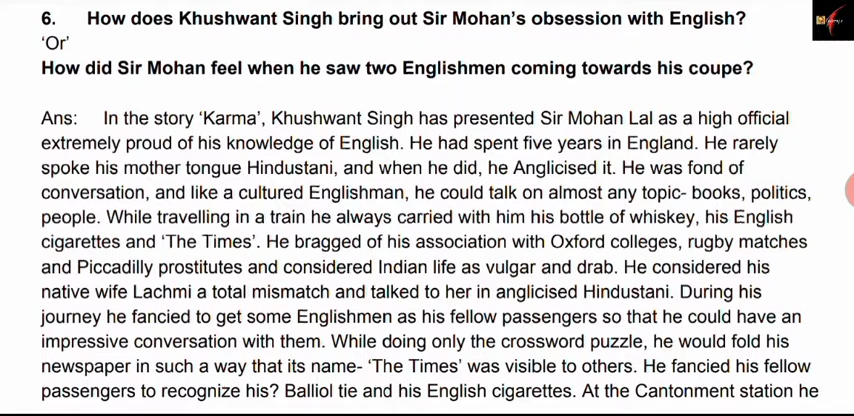 6. How does Khushwant Singh bring out Sir Mohan's obsession with English?
'Or'
How did Sir Mohan feel when he saw two Englishmen coming towards his coupe?
Ans: In the story 'Karma', Khushwant Singh has presented Sir Mohan Lal as a high official
extremely proud of his knowledge of English. He had spent five years in England. He rarely
spoke his mother tongue Hindustani, and when he did, he Anglicised it. He was fond of
conversation, and like a cultured Englishman, he could talk on almost any topic- books, politics,
people. While travelling in a train he always carried with him his bottle of whiskey, his English
cigarettes and 'The Times'. He bragged of his association with Oxford colleges, rugby matches
and Piccadilly prostitutes and considered Indian life as vulgar and drab. He considered his
native wife Lachmi a total mismatch and talked to her in anglicised Hindustani. During his
journey he fancied to get some Englishmen as his fellow passengers so that he could have an
impressive conversation with them. While doing only the crossword puzzle, he would fold his
newspaper in such a way that its name- 'The Times' was visible to others. He fancied his fellow
passengers to recognize his? Balliol tie and his English cigarettes. At the Cantonment station he